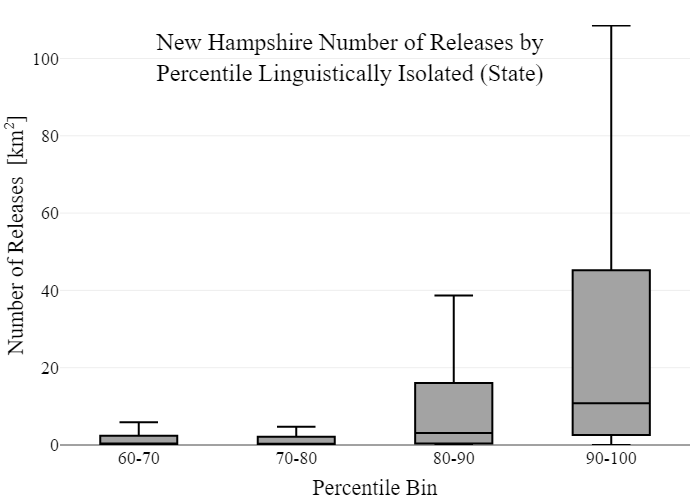 New Hampshire Number of Releases by
Percentile Linguistically Isolated (State)
Number of Releases [km²]
100
80
60
40
20
0
60-70
70-80
80-90
90-100
Percentile Bin